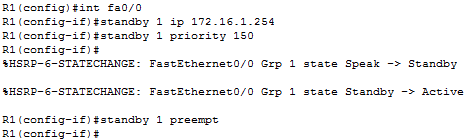 R1(config)#int fa0/0
R1(config-if)#standby 1 ip 172.16.1.254
R1(config-if)#standby 1 priority 150
R1(config-if)#
%HSRP-6-STATECHANGE: FastEthernet0/0 Grp 1 state Speak -> Standby
%HSRP-6-STATECHANGE: FastEthernet0/0 Grp 1 state Standby -> Active
R1(config-if)#standby 1 preempt
R1(config-if)#